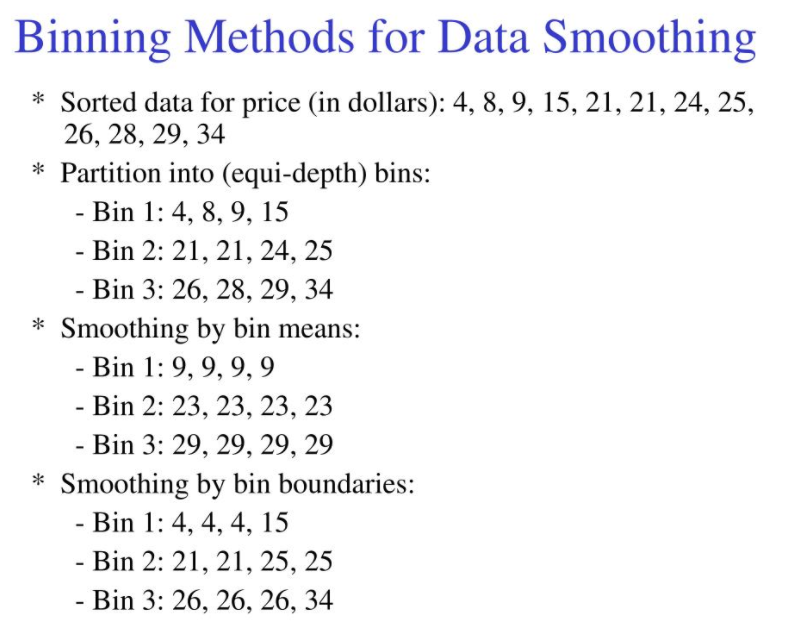 Binning Methods for Data Smoothing
* Sorted data for price (in dollars): 4, 8, 9, 15, 21, 21, 24, 25,
26, 28, 29, 34
* Partition into (equi-depth) bins:
- Bin 1: 4, 8, 9, 15
- Bin 2: 21, 21, 24, 25
- Bin 3: 26, 28, 29, 34
* Smoothing by bin means:
- Bin 1: 9, 9, 9, 9
- Bin 2: 23, 23, 23, 23
- Bin 3: 29, 29, 29, 29
* Smoothing by bin boundaries:
- Bin 1: 4, 4, 4, 15
- Bin 2: 21, 21, 25, 25
- Bin 3: 26, 26, 26, 34